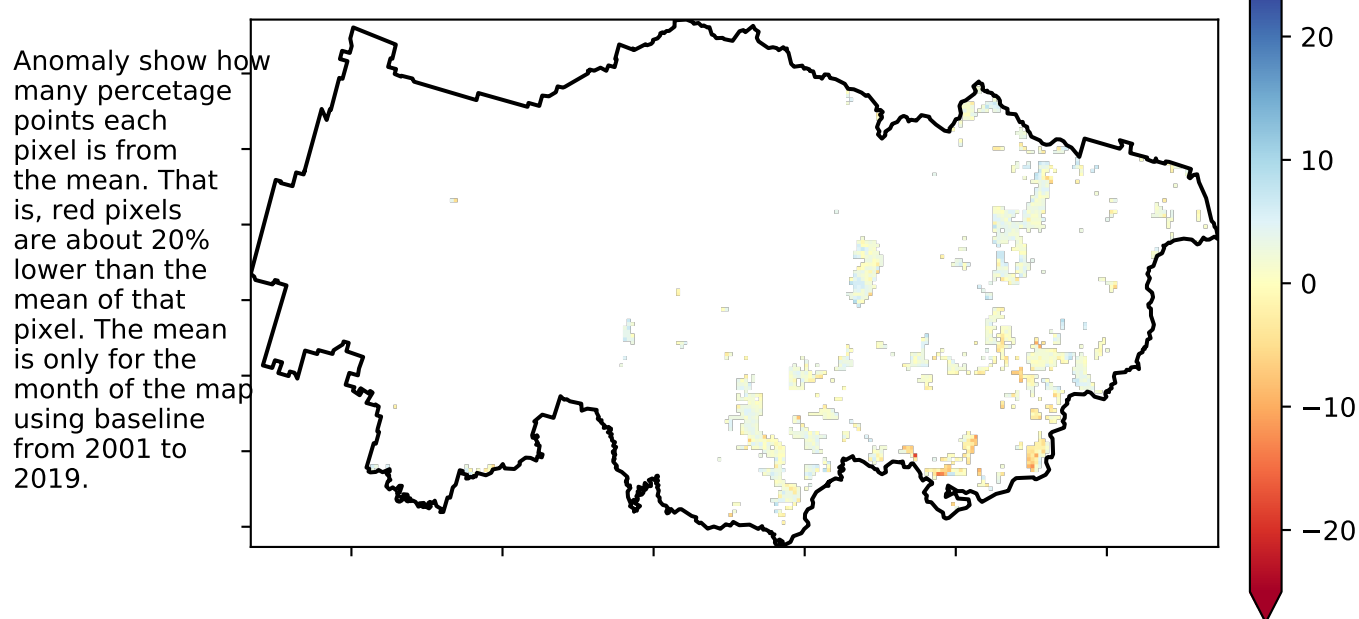 Anomaly show how
many percetage
points each
pixel is from
the mean. That
is, red pixels
are about 20%
lower than the
mean of that
pixel. The mean
is only for the
month of the map
using baseline
from 2001 to
2019.
20
10
0
−10
−20